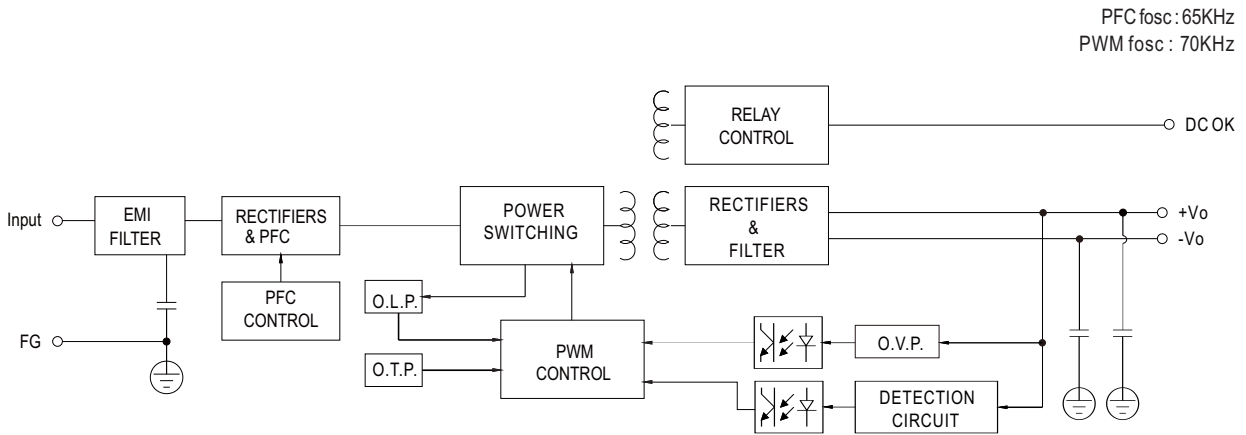 PFC fosc : 65KHz
PWM fosc : 70KHz
RELAY
CONTROL
DC OK
Input
EMI
FILTER
RECTIFIERS
& PFC
POWER
SWITCHING
RECTIFIERS
&
FILTER
+Vo
-Vo
PFC
CONTROL
O.L.P.
FG
O.T.P.
PWM
CONTROL
O.V.P.
DETECTION
CIRCUIT